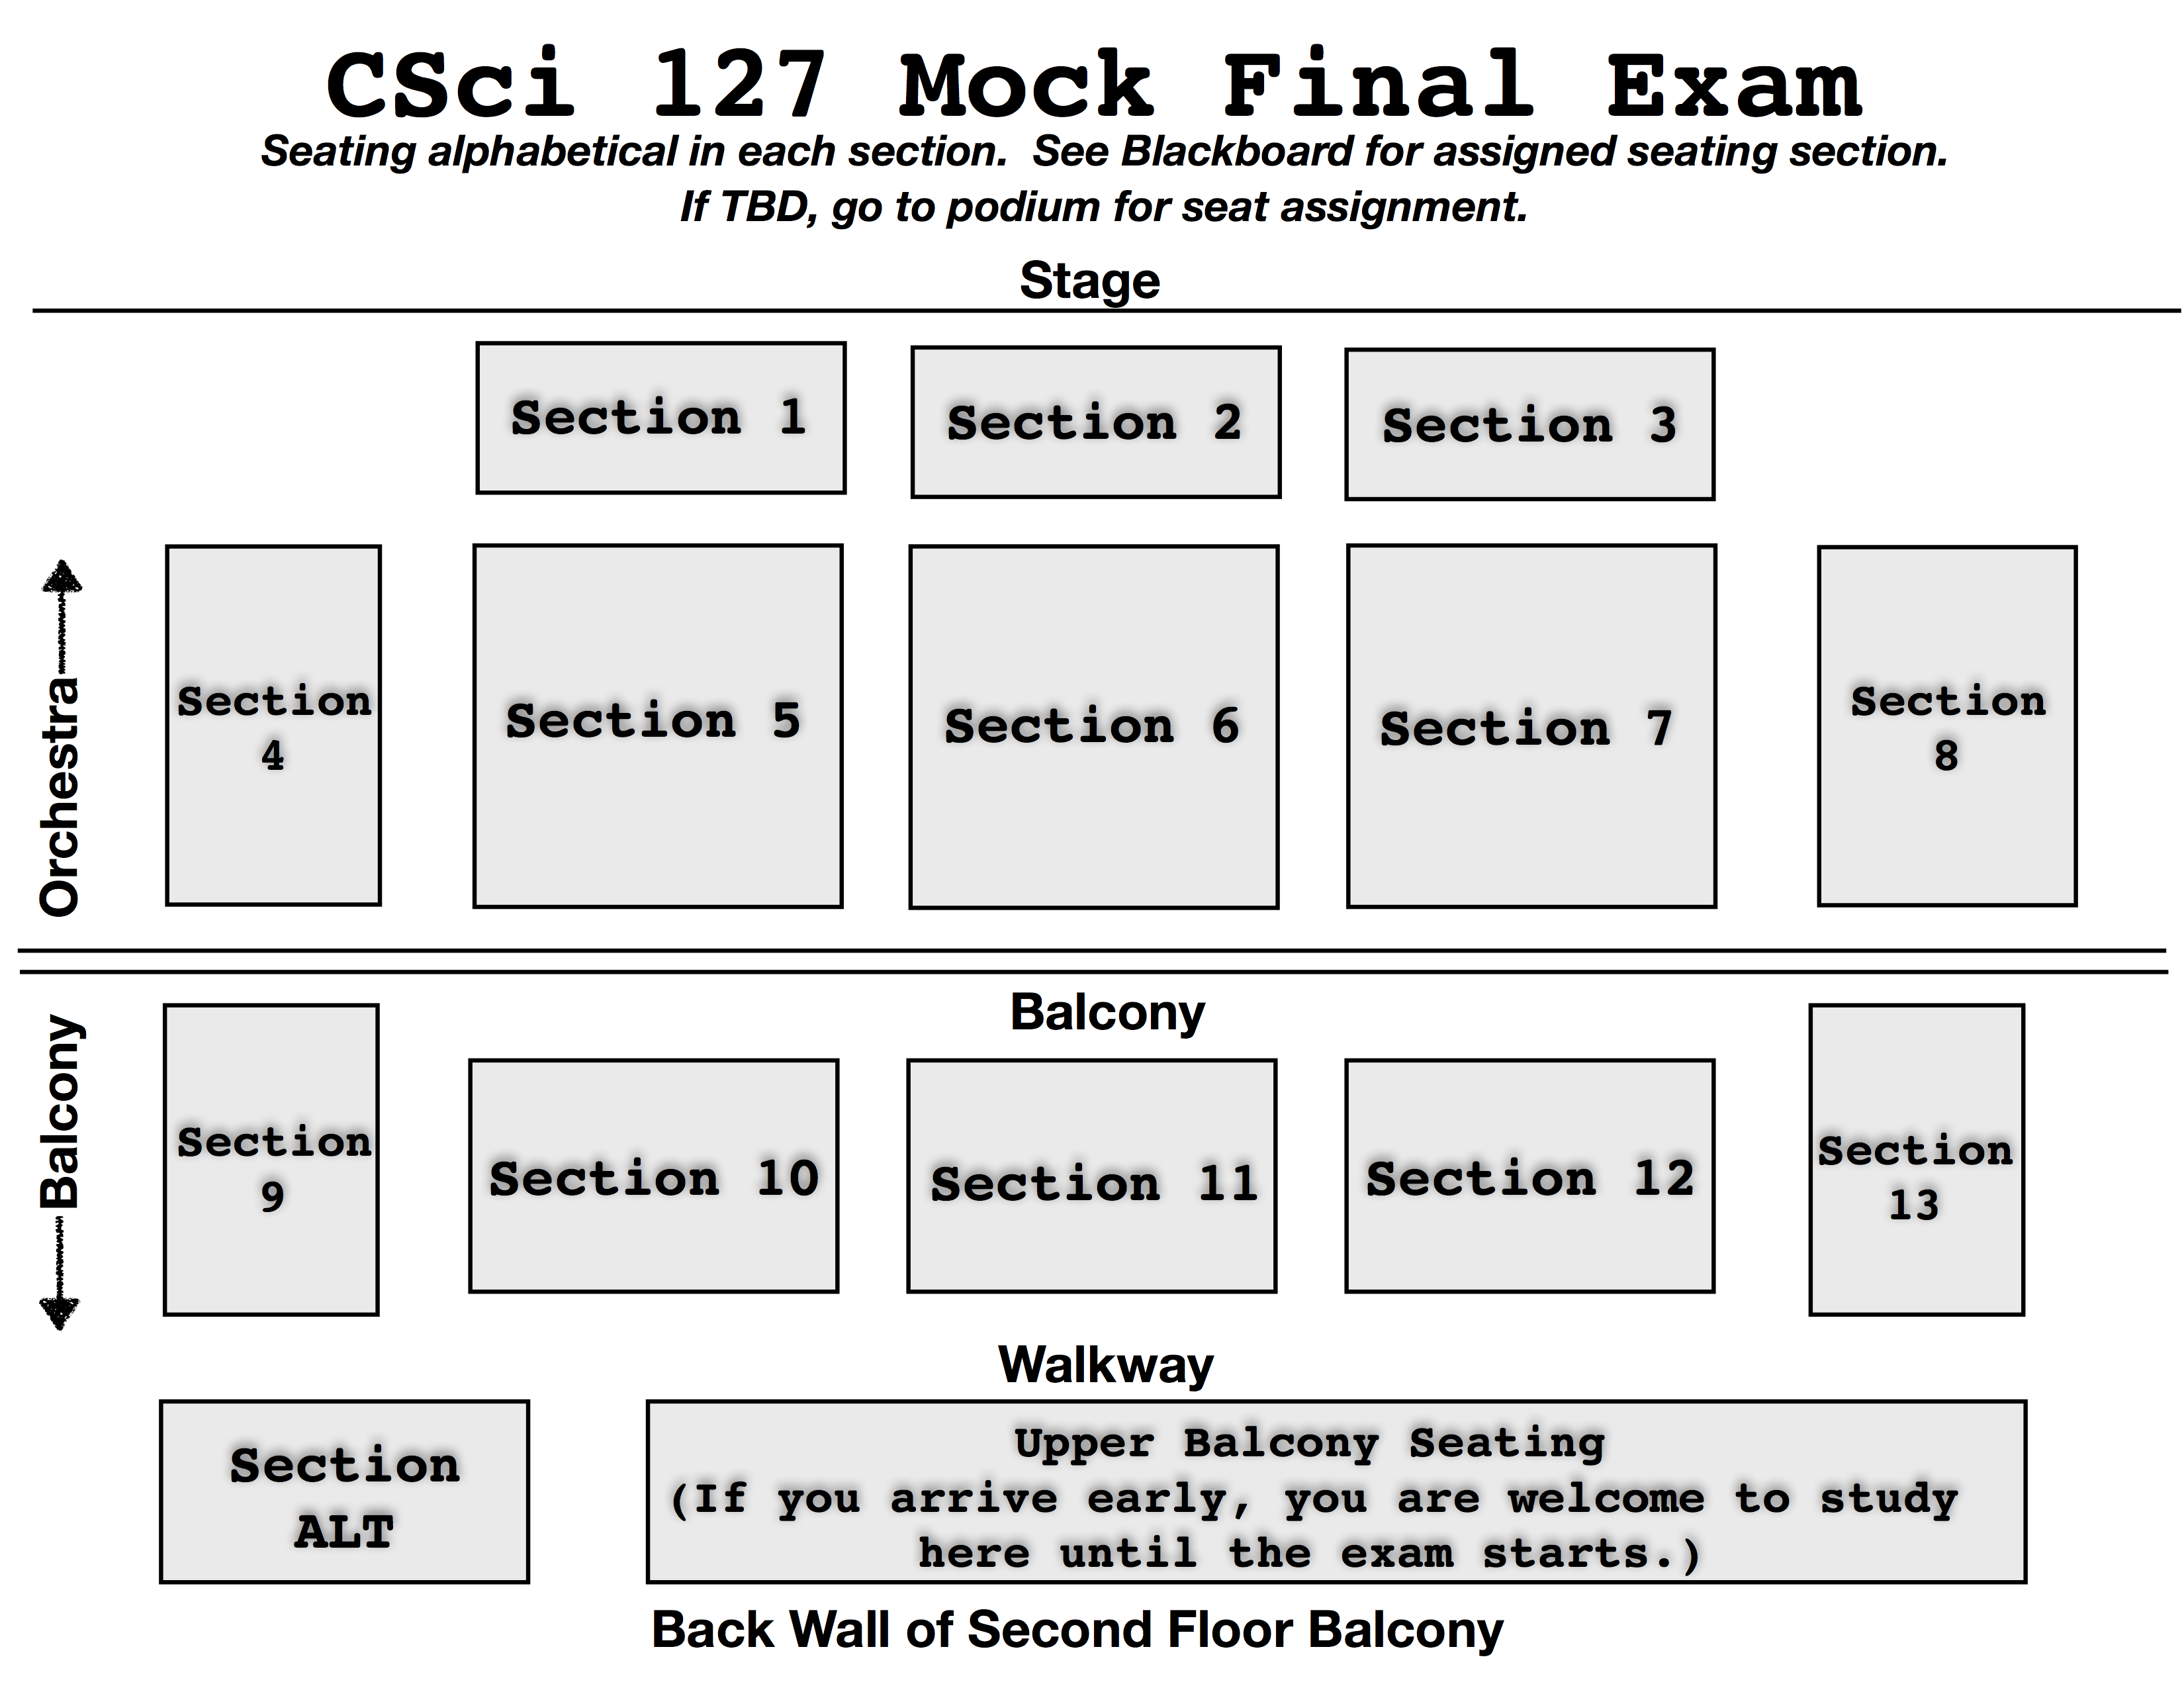 CSci 127 Mock Final Exam
Seating alphabetical in each section.  See Blackboard for assigned seating section.
If TBD, go to podium for seat assignment.
Stage
Section 1
Section 2
Section 3
Orchestra
Section
4
Section 5
Section 6
Section 7
Section
8
Balcony
Balcony
Section
9
Section 10
Section 11
Section 12
Section
13
Walkway
Section
ALT
Upper Balcony Seating
(If you arrive early, you are welcome to study
here until the exam starts.)
Back Wall of Second Floor Balcony